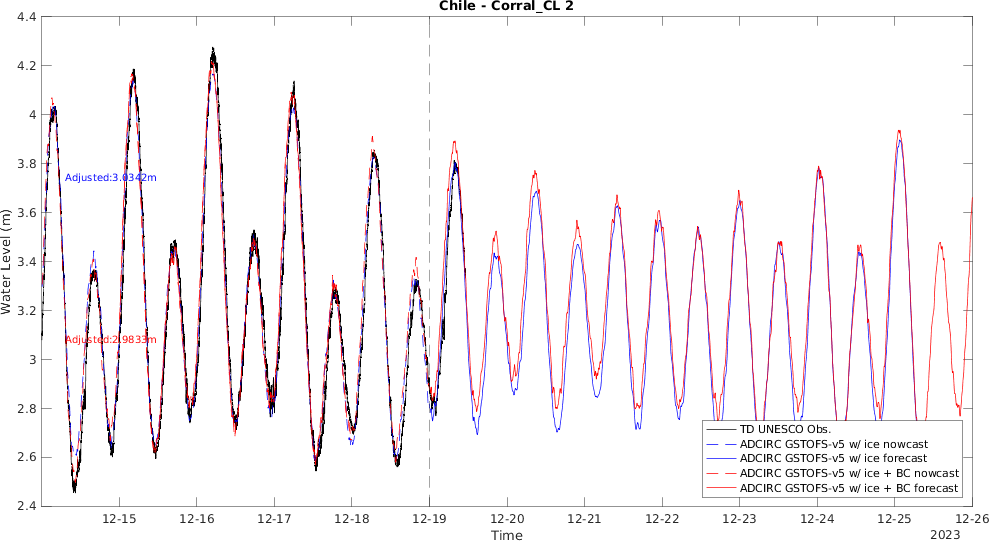 Chile - Corral_CL 2
4.4
4.2
4
3.8
3.6
3.4
3.2
3
2.8
2.6
2.4
Water Level (m)
Adjusted:3.0342m
Adjusted:2.9833m
TD UNESCO Obs.
ADCIRC GSTOFS-v5 w/ ice nowcast
ADCIRC GSTOFS-v5 w/ ice forecast
ADCIRC GSTOFS-v5 w/ ice + BC nowcast
ADCIRC GSTOFS-v5 w/ ice + BC forecast
12-15 12-16 12-17 12-18 12-19 12-20 12-21 12-22 12-23 12-24 12-25 12-26
Time
2023